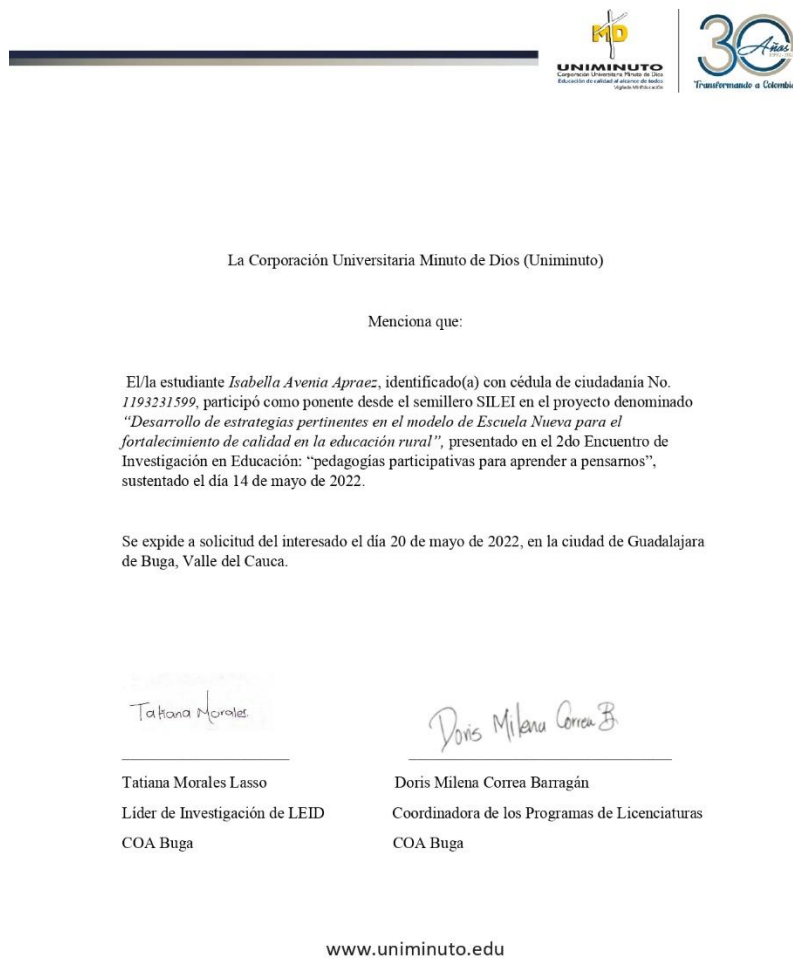 UNIMINUTO
Corporación Universitaria Minuto de Dios
Educación de calidad al alcance de todos
Vigilada MinEducación
30 Años
Transformando a Colombia
La Corporación Universitaria Minuto de Dios (Uniminuto)
Menciona que:
El/la estudiante Isabella Avenia Apraez, identificado(a) con cédula de ciudadanía No.
1193231599, participó como ponente desde el semillero SILEI en el proyecto denominado
“Desarrollo de estrategias pertinentes en el modelo de Escuela Nueva para el
fortalecimiento de calidad en la educación rural”, presentado en el 2do Encuentro de
Investigación en Educación: “pedagogías participativas para aprender a pensarnos”,
sustentado el día 14 de mayo de 2022.
Se expide a solicitud del interesado el día 20 de mayo de 2022, en la ciudad de Guadalajara
de Buga, Valle del Cauca.
Tatiana Morales
Doris Milena Correa B.
Tatiana Morales Lasso
Doris Milena Correa Barragán
Líder de Investigación de LEID
Coordinadora de los Programas de Licenciaturas
COA Buga
COA Buga
www.uniminuto.edu